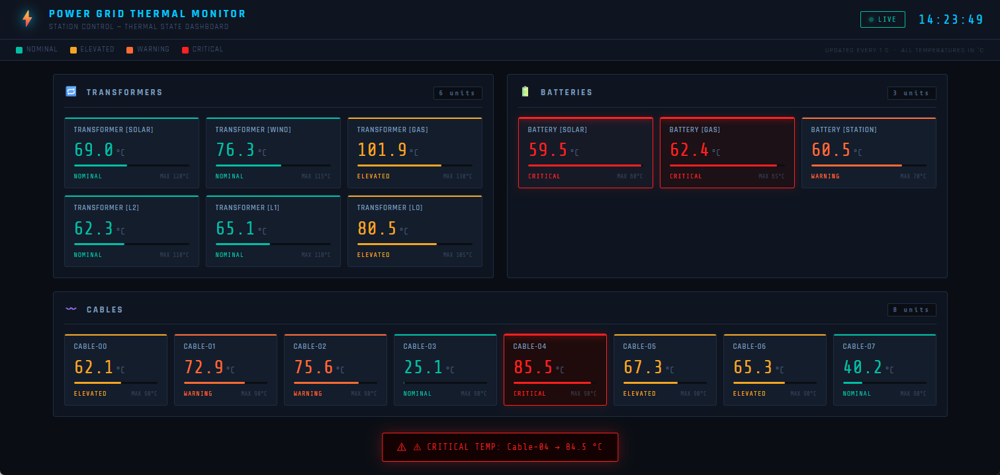 POWER GRID THERMAL MONITOR
STATION CONTROL — THERMAL STATE DASHBOARD
LIVE
14:23:49
NOMINAL ELEVATED WARNING CRITICAL
UPDATES EVERY 1 S · ALL TEMPERATURES IN °C
TRANSFORMERS
6 units
TRANSFORMER [SOLAR]
69.0 °C
NOMINAL MAX 120°C
TRANSFORMER [WIND]
76.3 °C
NOMINAL MAX 115°C
TRANSFORMER [GAS]
101.9 °C
ELEVATED MAX 130°C
TRANSFORMER [L2]
62.3 °C
NOMINAL MAX 110°C
TRANSFORMER [L1]
65.1 °C
NOMINAL MAX 110°C
TRANSFORMER [L0]
80.5 °C
ELEVATED MAX 105°C
BATTERIES
3 units
BATTERY [SOLAR]
59.5 °C
CRITICAL MAX 60°C
BATTERY [GAS]
62.4 °C
CRITICAL MAX 65°C
BATTERY [STATION]
60.5 °C
WARNING MAX 70°C
CABLES
8 units
CABLE-00
62.1 °C
ELEVATED MAX 90°C
CABLE-01
72.9 °C
WARNING MAX 90°C
CABLE-02
75.6 °C
WARNING MAX 90°C
CABLE-03
25.1 °C
NOMINAL MAX 90°C
CABLE-04
85.5 °C
CRITICAL MAX 90°C
CABLE-05
67.3 °C
ELEVATED MAX 90°C
CABLE-06
65.3 °C
ELEVATED MAX 90°C
CABLE-07
40.2 °C
NOMINAL MAX 90°C
⚠ ⚠ CRITICAL TEMP: Cable-04 → 84.5 °C